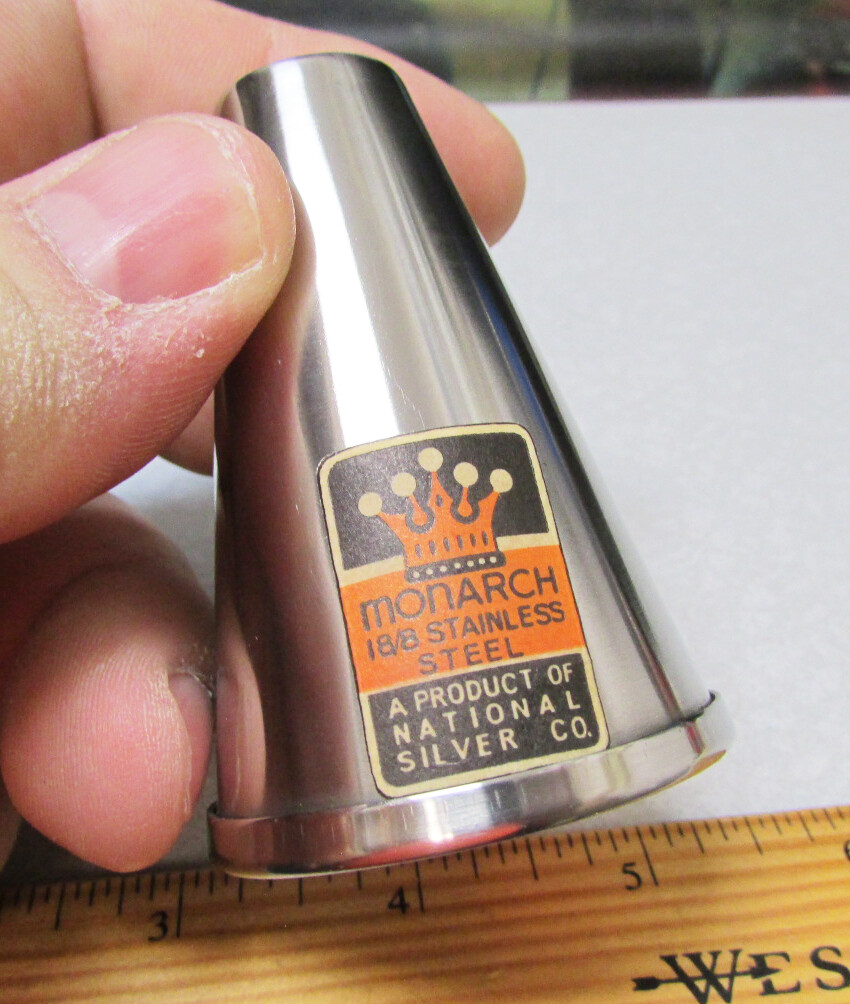 monARCH
18/8 STAINLESS
STEEL
A PRODUCT OF
NATIONAL
SILVER CO.
3 4 5
WES